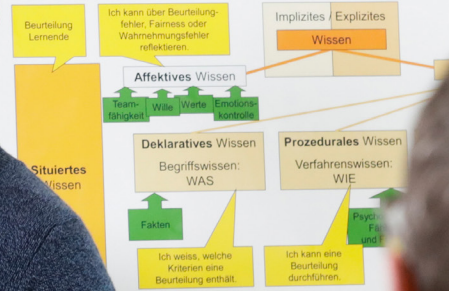 Beurteilung
Lernende
Ich kann über Beurteilung-
fehler, Fairness oder
Wahrnehmungsfehler
reflektieren.
Implizites / Explizites
Wissen
Affektives Wissen
Team-
fähigkeit
Wille
Werte
Emotions-
kontrolle
Situiertes
Wissen
Deklaratives Wissen
Begriffswissen:
WAS
Prozedurales Wissen
Verfahrenswissen:
WIE
Fakten
Ich weiss, welche
Kriterien eine
Beurteilung enthält.
Ich kann eine
Beurteilung
durchführen.